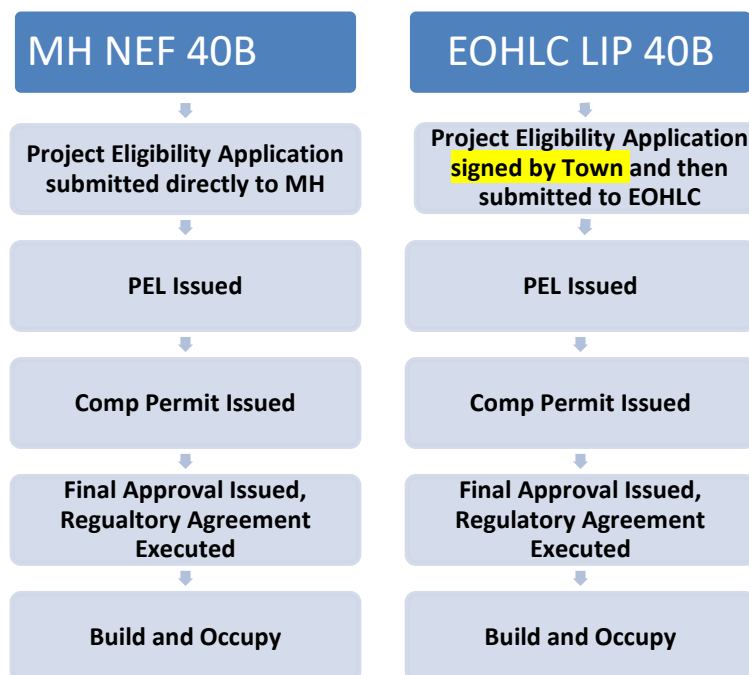 MH NEF 40B
Project Eligibility Application
submitted directly to MH
PEL Issued
Comp Permit Issued
Final Approval Issued,
Regualtory Agreement
Executed
Build and Occupy
EOHLC LIP 40B
Project Eligibility Application
signed by Town and then
submitted to EOHLC
PEL Issued
Comp Permit Issued
Final Approval Issued,
Regulatory Agreement
Executed
Build and Occupy